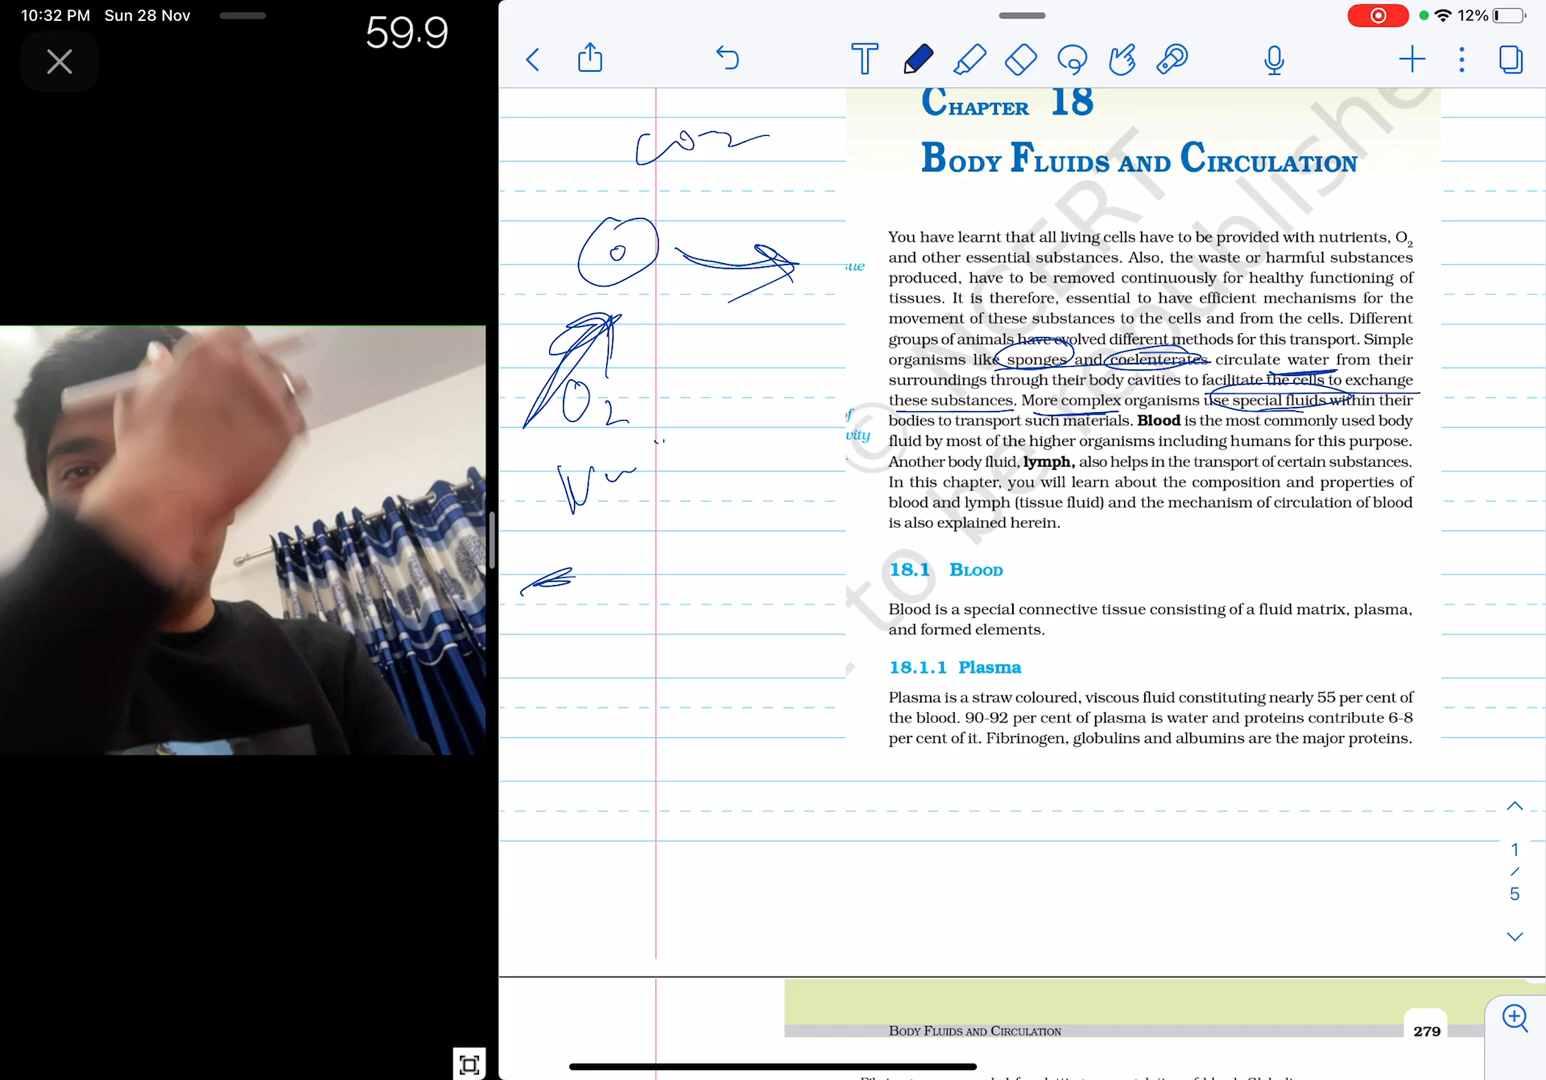 10:32 PM Sun 28 Nov
59.9
12%
CHAPTER 18
BODY FLUIDS AND CIRCULATION
CO2
O2
You have learnt that all living cells have to be provided with nutrients, O2
and other essential substances. Also, the waste or harmful substances
produced, have to be removed continuously for healthy functioning of
tissues. It is therefore, essential to have efficient mechanisms for the
movement of these substances to the cells and from the cells. Different
groups of animals have evolved different methods for this transport. Simple
organisms like sponges and coelenterates circulate water from their
surroundings through their body cavities to facilitate the cells to exchange
these substances. More complex organisms use special fluids within their
bodies to transport such materials. Blood is the most commonly used body
fluid by most of the higher organisms including humans for this purpose.
Another body fluid, lymph, also helps in the transport of certain substances.
In this chapter, you will learn about the composition and properties of
blood and lymph (tissue fluid) and the mechanism of circulation of blood
is also explained herein.
18.1 BLOOD
Blood is a special connective tissue consisting of a fluid matrix, plasma,
and formed elements.
18.1.1 Plasma
Plasma is a straw coloured, viscous fluid constituting nearly 55 per cent of
the blood. 90-92 per cent of plasma is water and proteins contribute 6-8
per cent of it. Fibrinogen, globulins and albumins are the major proteins.
© NCERT
to be republished
1
/
5
BODY FLUIDS AND CIRCULATION
279